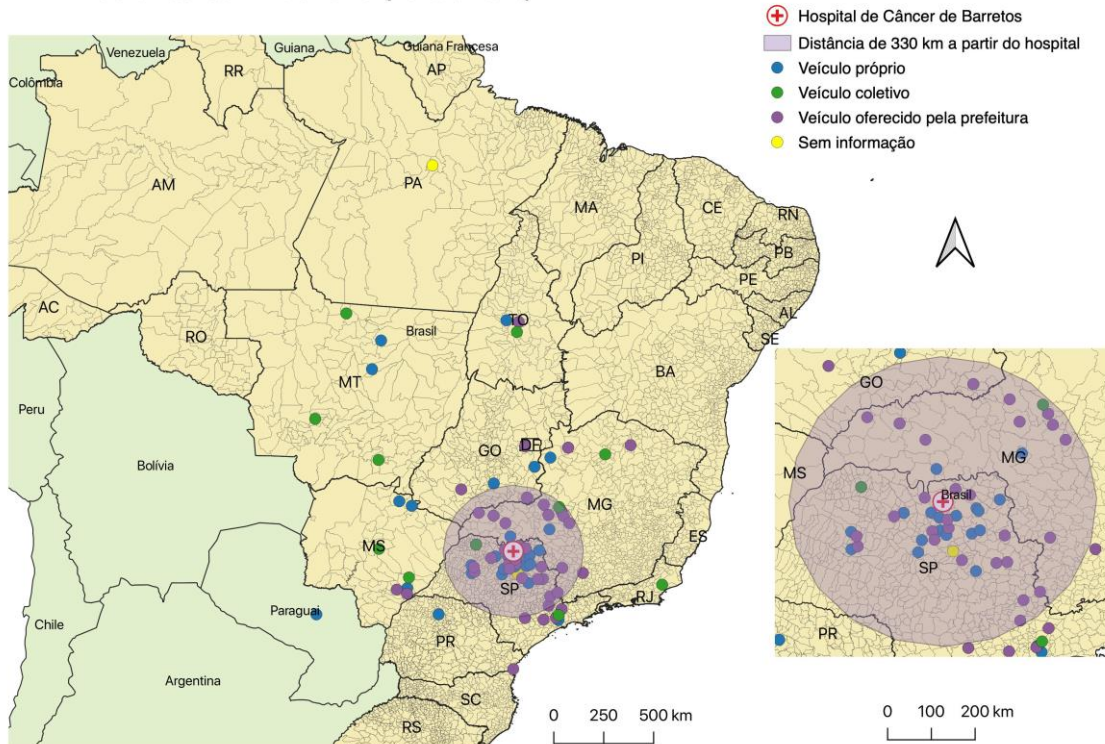 Hospital de Câncer de Barretos
Distância de 330 km a partir do hospital
Veículo próprio
Veículo coletivo
Veículo oferecido pela prefeitura
Sem informação
Venezuela
Guiana
Guiana Francesa
Colômbia
RR
AP
AM
PA
MA
CE
RN
PB
PI
PE
AC
AL
TO
RO
Brasil
SE
MT
BA
Peru
Bolívia
GO
DF
MG
MS
ES
SP
RJ
Paraguai
Chile
PR
Argentina
SC
RS
0 250 500 km
GO
MS
MG
Brasil
SP
PR
0 100 200 km